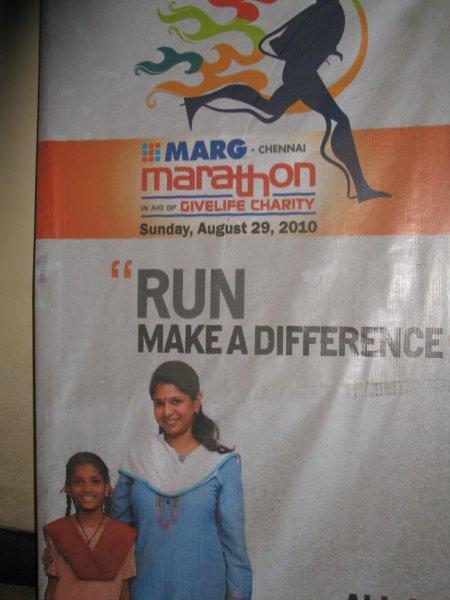 MARG - CHENNAI
marathon
IN AID OF GIVELIFE CHARITY
Sunday, August 29, 2010
“RUN
MAKE A DIFFERENCE